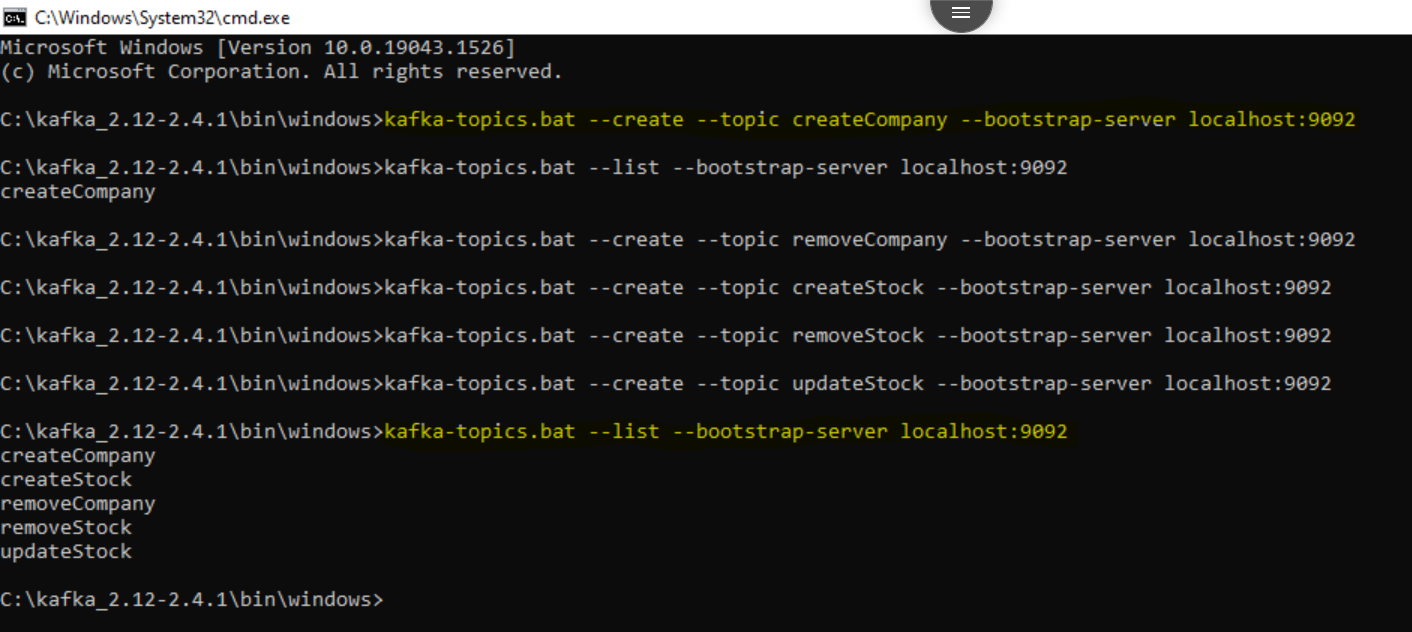 C:\Windows\System32\cmd.exe
Microsoft Windows [Version 10.0.19043.1526]
(c) Microsoft Corporation. All rights reserved.
C:\kafka_2.12-2.4.1\bin\windows>kafka-topics.bat --create --topic createCompany --bootstrap-server localhost:9092
C:\kafka_2.12-2.4.1\bin\windows>kafka-topics.bat --list --bootstrap-server localhost:9092
createCompany
C:\kafka_2.12-2.4.1\bin\windows>kafka-topics.bat --create --topic removeCompany --bootstrap-server localhost:9092
C:\kafka_2.12-2.4.1\bin\windows>kafka-topics.bat --create --topic createStock --bootstrap-server localhost:9092
C:\kafka_2.12-2.4.1\bin\windows>kafka-topics.bat --create --topic removeStock --bootstrap-server localhost:9092
C:\kafka_2.12-2.4.1\bin\windows>kafka-topics.bat --create --topic updateStock --bootstrap-server localhost:9092
C:\kafka_2.12-2.4.1\bin\windows>kafka-topics.bat --list --bootstrap-server localhost:9092
createCompany
createStock
removeCompany
removeStock
updateStock
C:\kafka_2.12-2.4.1\bin\windows>